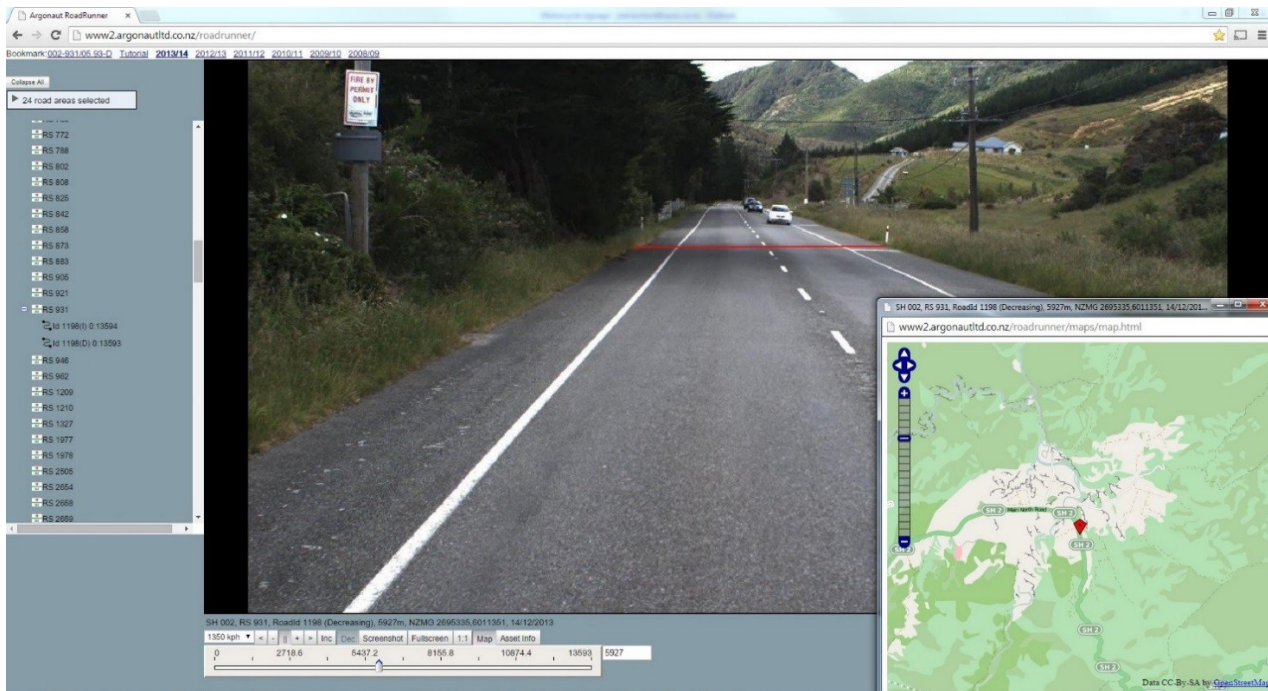 Argonaut RoadRunner
www2.argonautltd.co.nz/roadrunner/
Bookmark:002-931/05.93-D Tutorial 2013/14 2012/13 2011/12 2010/11 2009/10 2008/09
Collapse All
24 road areas selected
RS 772
RS 788
RS 802
RS 808
RS 825
RS 842
RS 858
RS 873
RS 883
RS 905
RS 921
RS 931
Id 1198(I) 0:13594
Id 1198(D) 0:13593
RS 946
RS 962
RS 1209
RS 1210
RS 1327
RS 1977
RS 1978
RS 2505
RS 2654
RS 2658
RS 2659
FIRE BY
PERMIT
ONLY
SH 002, RS 931, RoadId 1198 (Decreasing), 5927m, NZMG 2695335,6011351, 14/12/2013
1350 kph < - || + > Inc Dec Screenshot Fullscreen 1:1 Map Asset Info
0 2718.6 5437.2 8155.8 10874.4 13593 5927
SH 002, RS 931, RoadId 1198 (Decreasing), 5927m, NZMG 2695335,6011351, 14/12/201...
www2.argonautltd.co.nz/roadrunner/maps/map.html
SH 2 Main North Road SH 2
SH 2
SH 2
SH 2
SH 2
Data CC-By-SA by OpenStreetMap